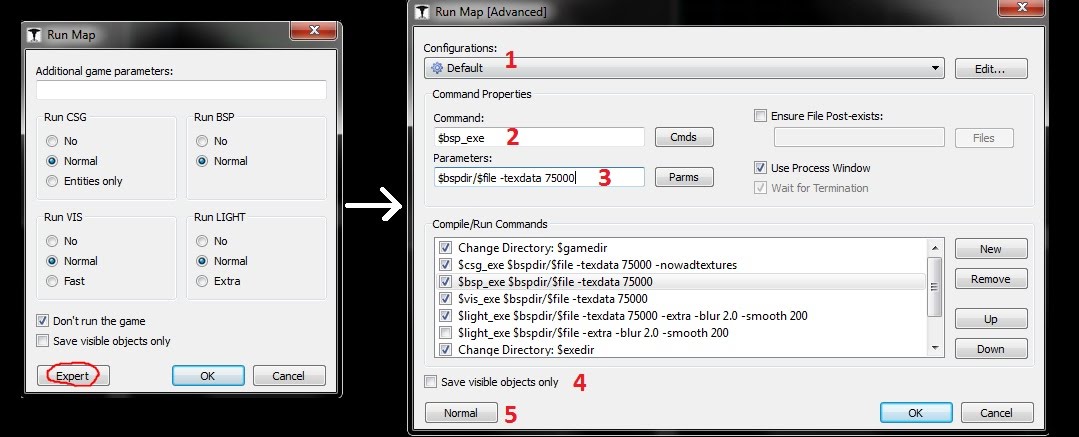 Run Map
Additional game parameters:
Run CSG
No
Normal
Entities only
Run BSP
No
Normal
Run VIS
No
Normal
Fast
Run LIGHT
No
Normal
Extra
Don't run the game
Save visible objects only
Expert
OK
Cancel
Run Map [Advanced]
Configurations:
Default
1
Edit...
Command Properties
Command:
$bsp_exe
2
Cmds
Parameters:
$bspdir/$file -texdata 75000
3
Parms
Ensure File Post-exists:
Files
Use Process Window
Wait for Termination
Compile/Run Commands
Change Directory: $gamedir
$csg_exe $bspdir/$file -texdata 75000 -nowadtextures
$bsp_exe $bspdir/$file -texdata 75000
$vis_exe $bspdir/$file -texdata 75000
$light_exe $bspdir/$file -texdata 75000 -extra -blur 2.0 -smooth 200
$light_exe $bspdir/$file -extra -blur 2.0 -smooth 200
Change Directory: $exedir
New
Remove
Up
Down
Save visible objects only
4
Normal
5
OK
Cancel